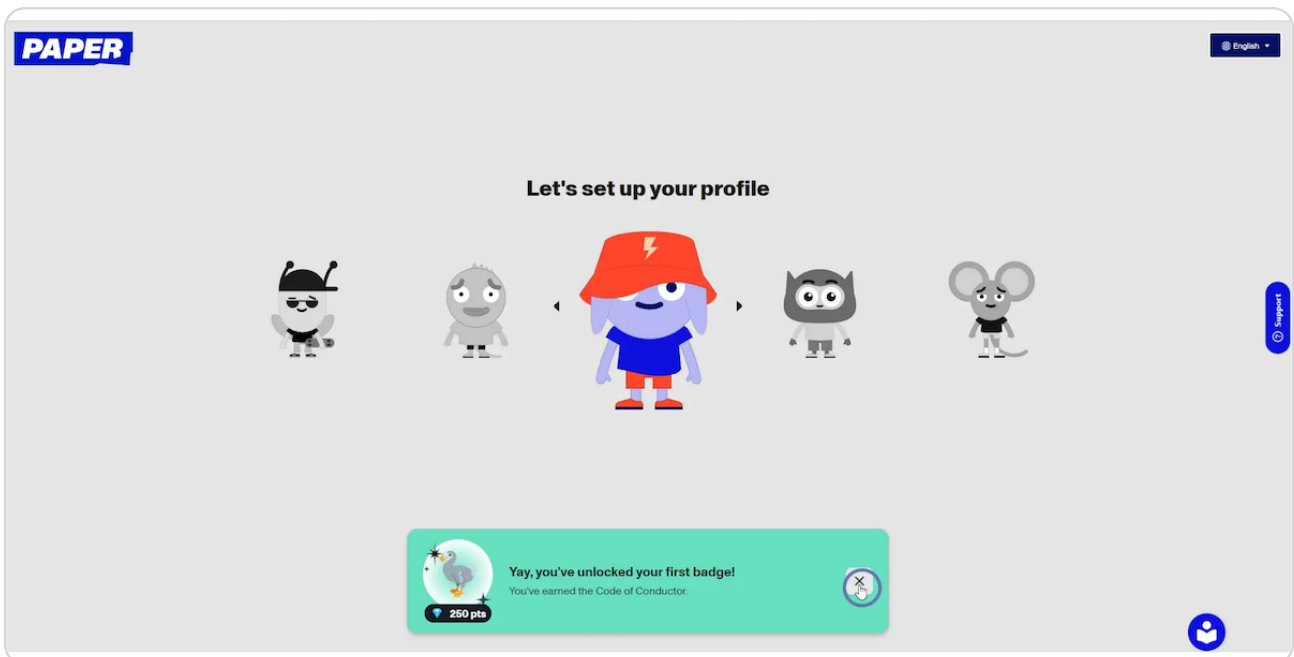 PAPER
English
Let's set up your profile
Support
Yay, you've unlocked your first badge!
You've earned the Code of Conductor.
250 pts